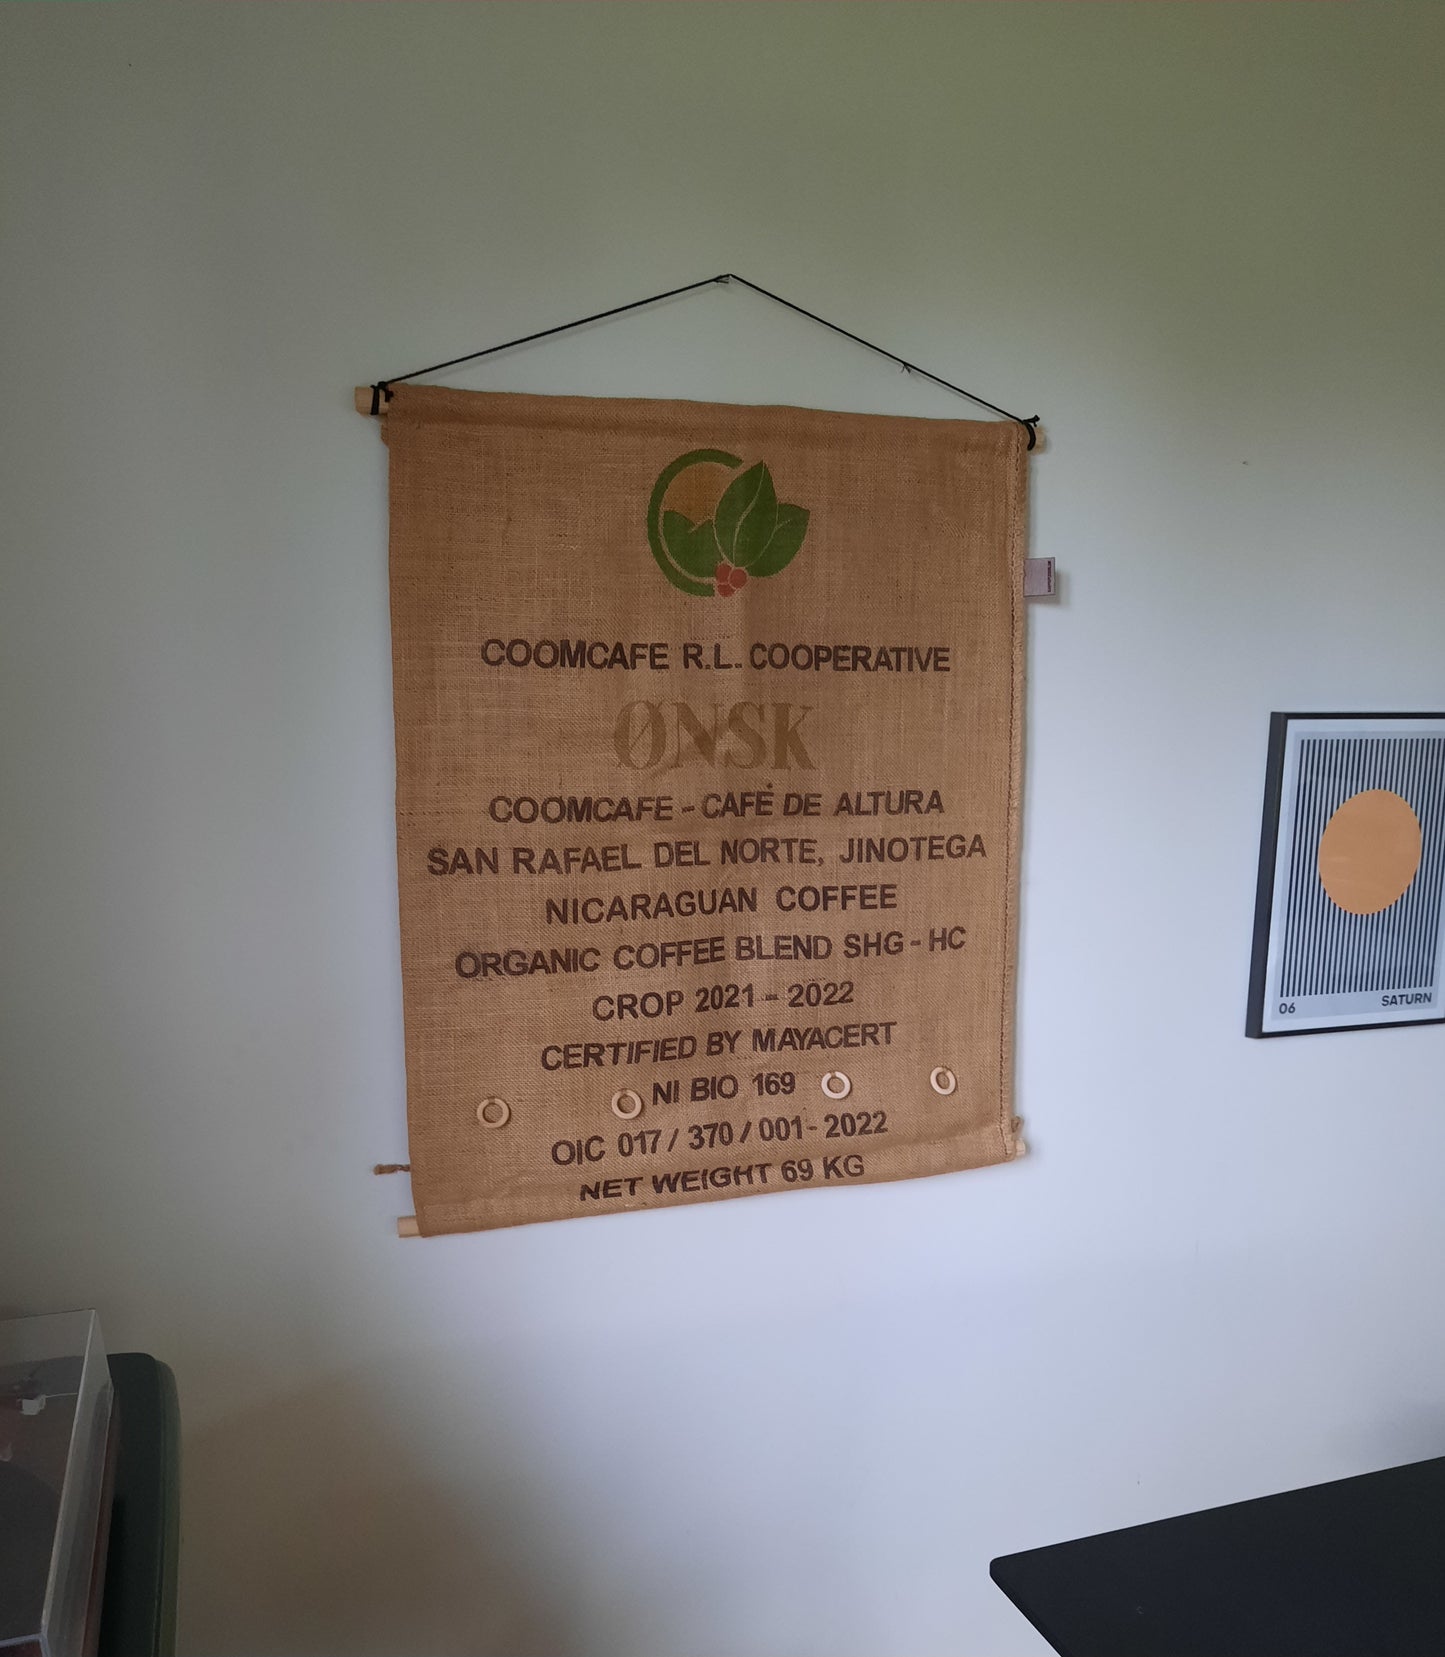 COOMCAFE R.L. COOPERATIVE
ØNSK
COOMCAFE - CAFÉ DE ALTURA
SAN RAFAEL DEL NORTE, JINOTEGA
NICARAGUAN COFFEE
ORGANIC COFFEE BLEND SHG - HC
CROP 2021 - 2022
CERTIFIED BY MAYACERT
NI BIO 169
OIC 017 / 370 / 001 - 2022
NET WEIGHT 69 KG
06 SATURN